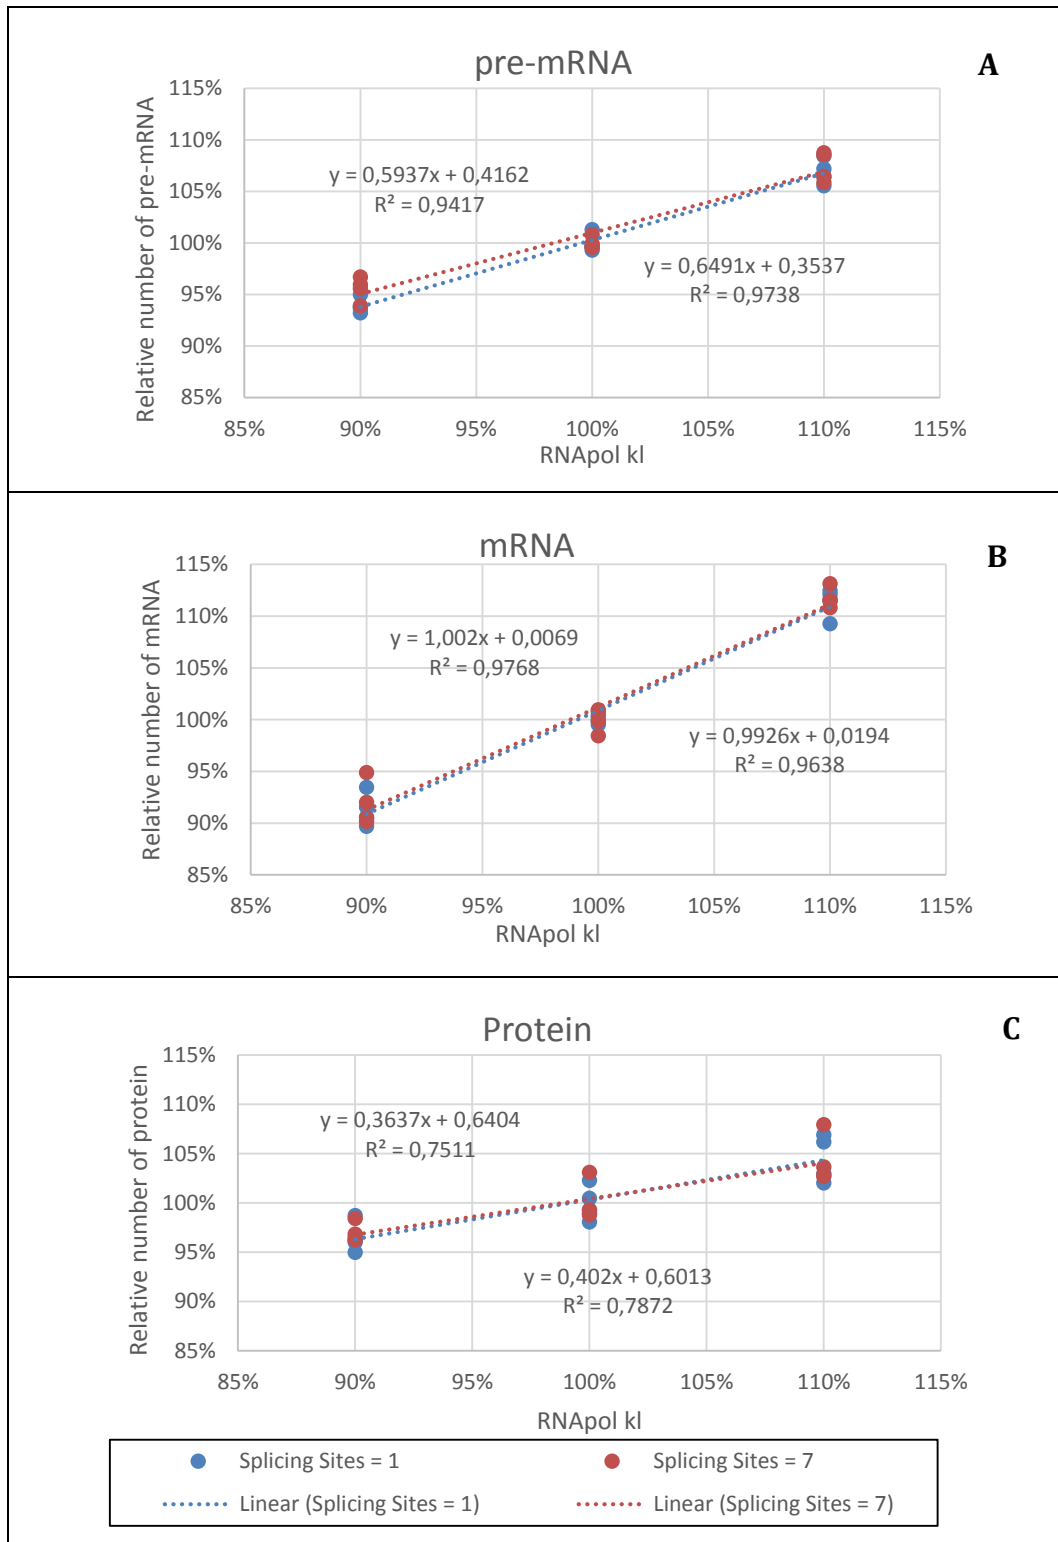 pre-mRNA
A
Relative number of pre-mRNA
115%
110%
105%
100%
95%
90%
85%
y = 0,5937x + 0,4162
R² = 0,9417
y = 0,6491x + 0,3537
R² = 0,9738
85% 90% 95% 100% 105% 110% 115%
RNApol kl
mRNA
B
Relative number of mRNA
115%
110%
105%
100%
95%
90%
85%
y = 1,002x + 0,0069
R² = 0,9768
y = 0,9926x + 0,0194
R² = 0,9638
85% 90% 95% 100% 105% 110% 115%
RNApol kl
Protein
C
Relative number of protein
115%
110%
105%
100%
95%
90%
85%
y = 0,3637x + 0,6404
R² = 0,7511
y = 0,402x + 0,6013
R² = 0,7872
85% 90% 95% 100% 105% 110% 115%
RNApol kl
Splicing Sites = 1 Splicing Sites = 7
Linear (Splicing Sites = 1) Linear (Splicing Sites = 7)